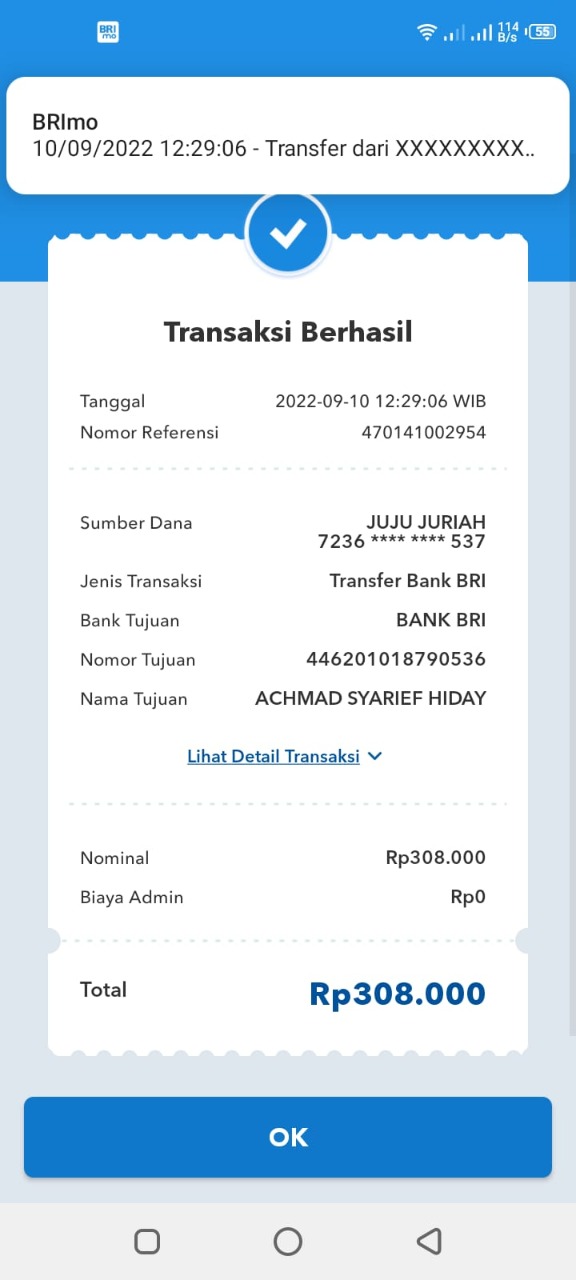 BRI
mo
114
B/s
55
BRImo
10/09/2022 12:29:06 - Transfer dari XXXXXXXXX..
Transaksi Berhasil
Tanggal 2022-09-10 12:29:06 WIB
Nomor Referensi 470141002954
Sumber Dana JUJU JURIAH
7236 **** **** 537
Jenis Transaksi Transfer Bank BRI
Bank Tujuan BANK BRI
Nomor Tujuan 446201018790536
Nama Tujuan ACHMAD SYARIEF HIDAY
Lihat Detail Transaksi
Nominal Rp308.000
Biaya Admin Rp0
Total Rp308.000
OK